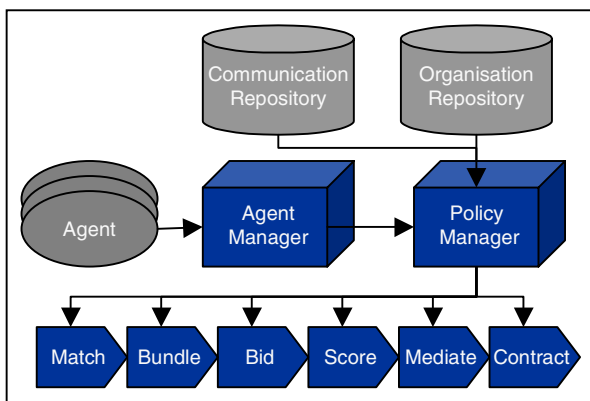 Communication
Repository
Organisation
Repository
Agent
Agent
Manager
Policy
Manager
Match
Bundle
Bid
Score
Mediate
Contract